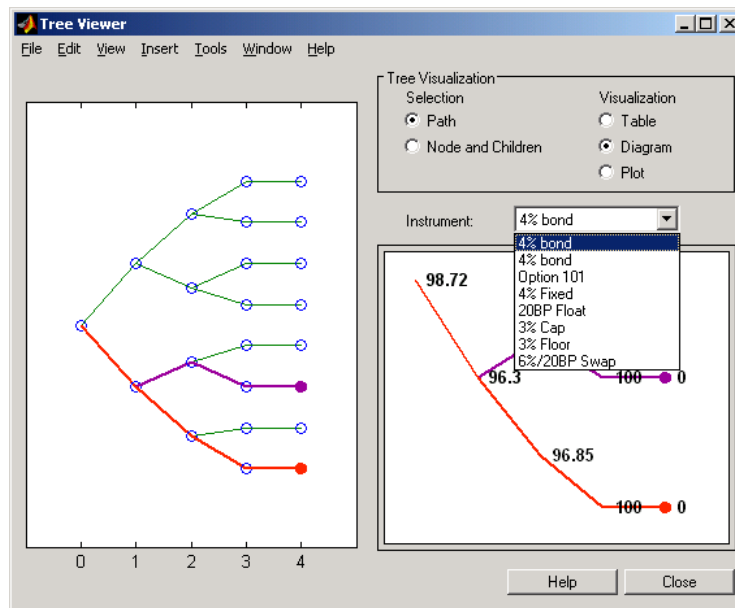 Tree Viewer
File Edit View Insert Tools Window Help
Tree Visualization
Selection Visualization
Path Table
Node and Children Diagram
Plot
Instrument: 4% bond
4% bond
4% bond
Option 101
4% Fixed
20BP Float
3% Cap
3% Floor
6%/20BP Swap
98.72
96.3 100 0
96.85
100 0
0 1 2 3 4
Help Close